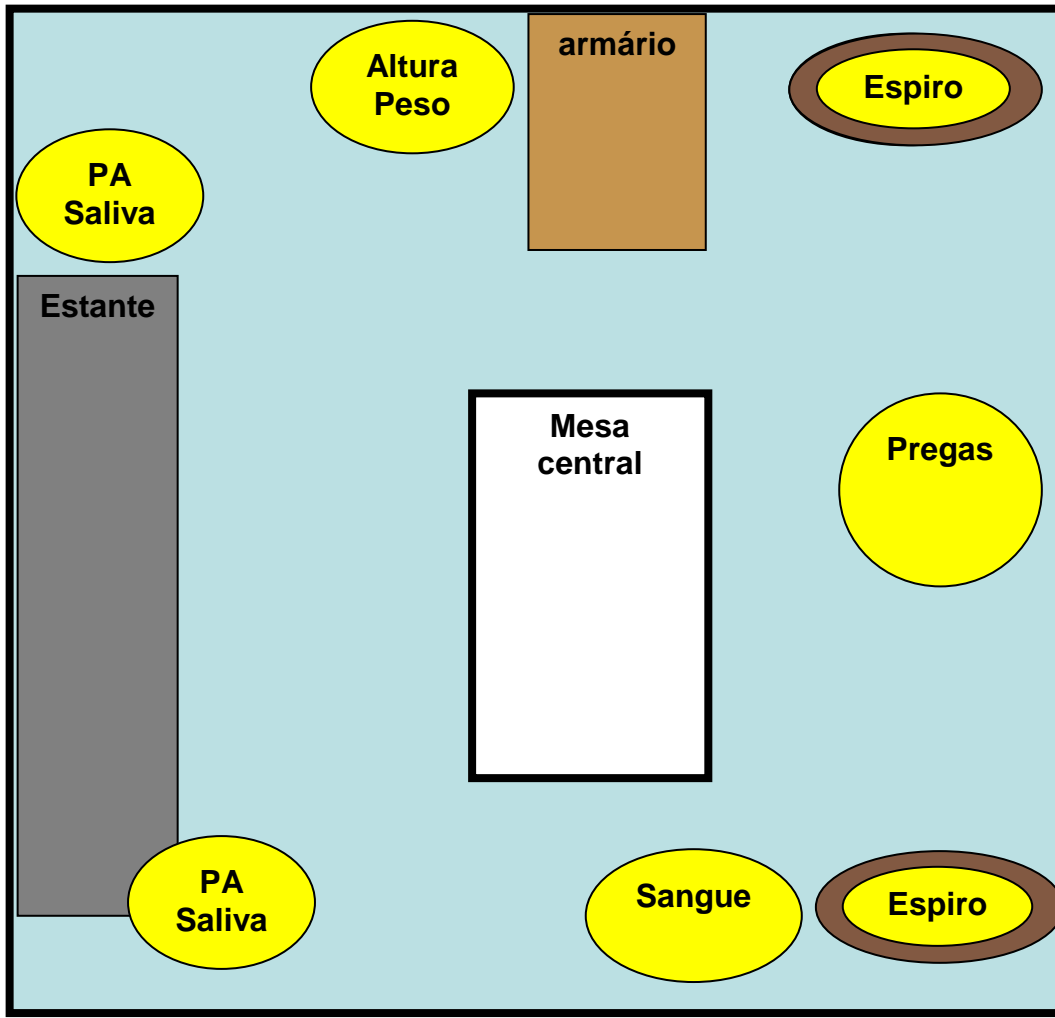 armário
Altura
Peso
Espiro
PA
Saliva
Estante
Mesa
central
Pregas
PA
Saliva
Sangue
Espiro